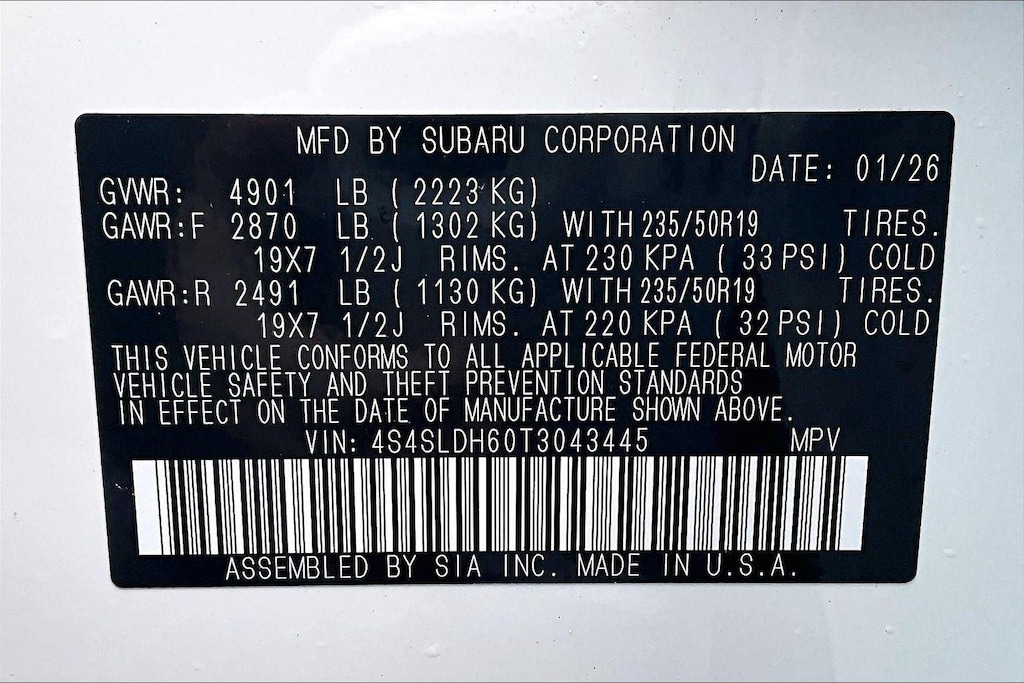 MFD BY SUBARU CORPORATION
DATE: 01/26
GVWR: 4901 LB ( 2223 KG)
GAWR:F 2870 LB ( 1302 KG) WITH 235/50R19 TIRES.
19X7 1/2J RIMS. AT 230 KPA ( 33 PSI) COLD
GAWR:R 2491 LB ( 1130 KG) WITH 235/50R19 TIRES.
19X7 1/2J RIMS. AT 220 KPA ( 32 PSI) COLD
THIS VEHICLE CONFORMS TO ALL APPLICABLE FEDERAL MOTOR
VEHICLE SAFETY AND THEFT PREVENTION STANDARDS
IN EFFECT ON THE DATE OF MANUFACTURE SHOWN ABOVE.
VIN: 4S4SLDH60T3043445 MPV
ASSEMBLED BY SIA INC. MADE IN U.S.A.